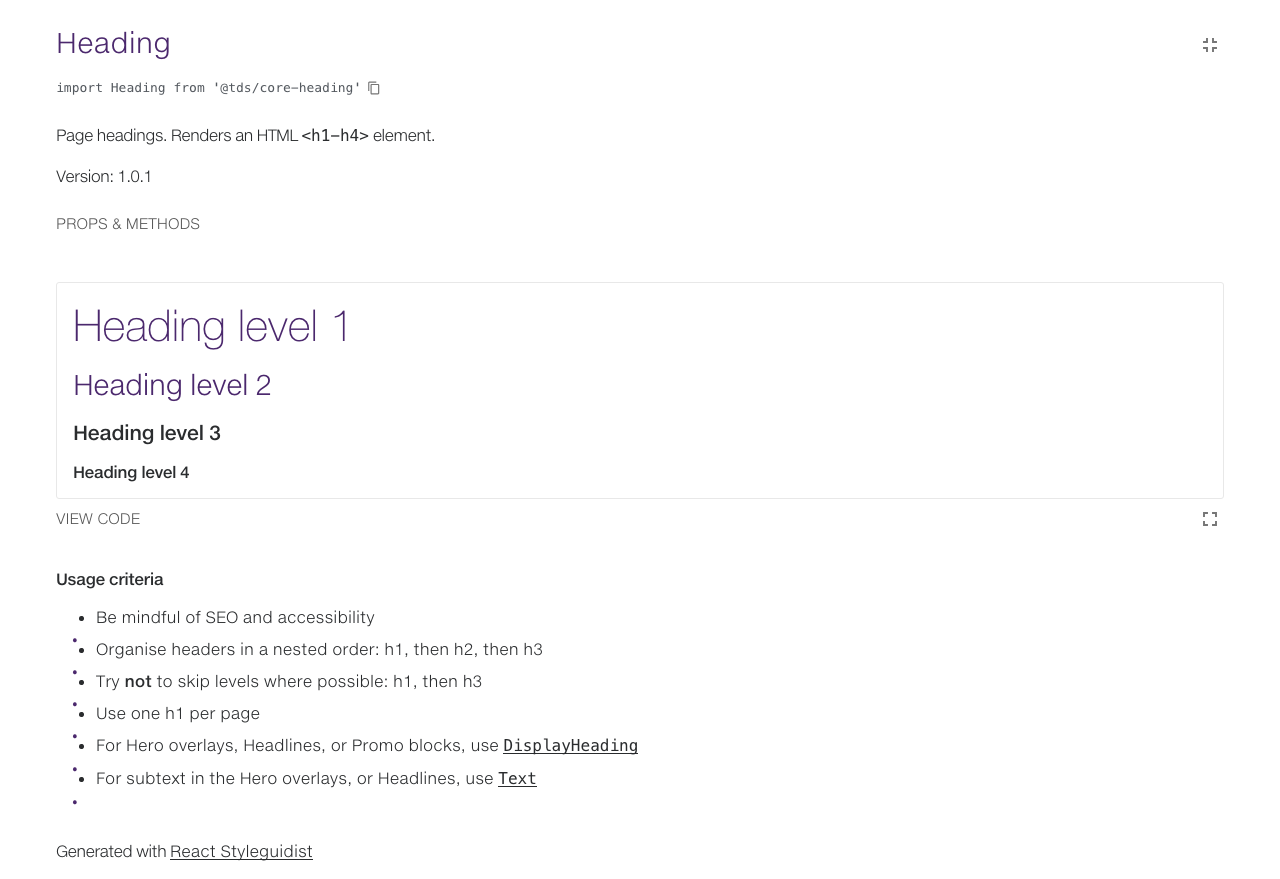 Heading
import Heading from '@tds/core-heading'
Page headings. Renders an HTML <h1-h4> element.
Version: 1.0.1
PROPS & METHODS
Heading level 1
Heading level 2
Heading level 3
Heading level 4
VIEW CODE
Usage criteria
• Be mindful of SEO and accessibility
• Organise headers in a nested order: h1, then h2, then h3
• Try not to skip levels where possible: h1, then h3
• Use one h1 per page
• For Hero overlays, Headlines, or Promo blocks, use DisplayHeading
• For subtext in the Hero overlays, or Headlines, use Text
Generated with React Styleguidist